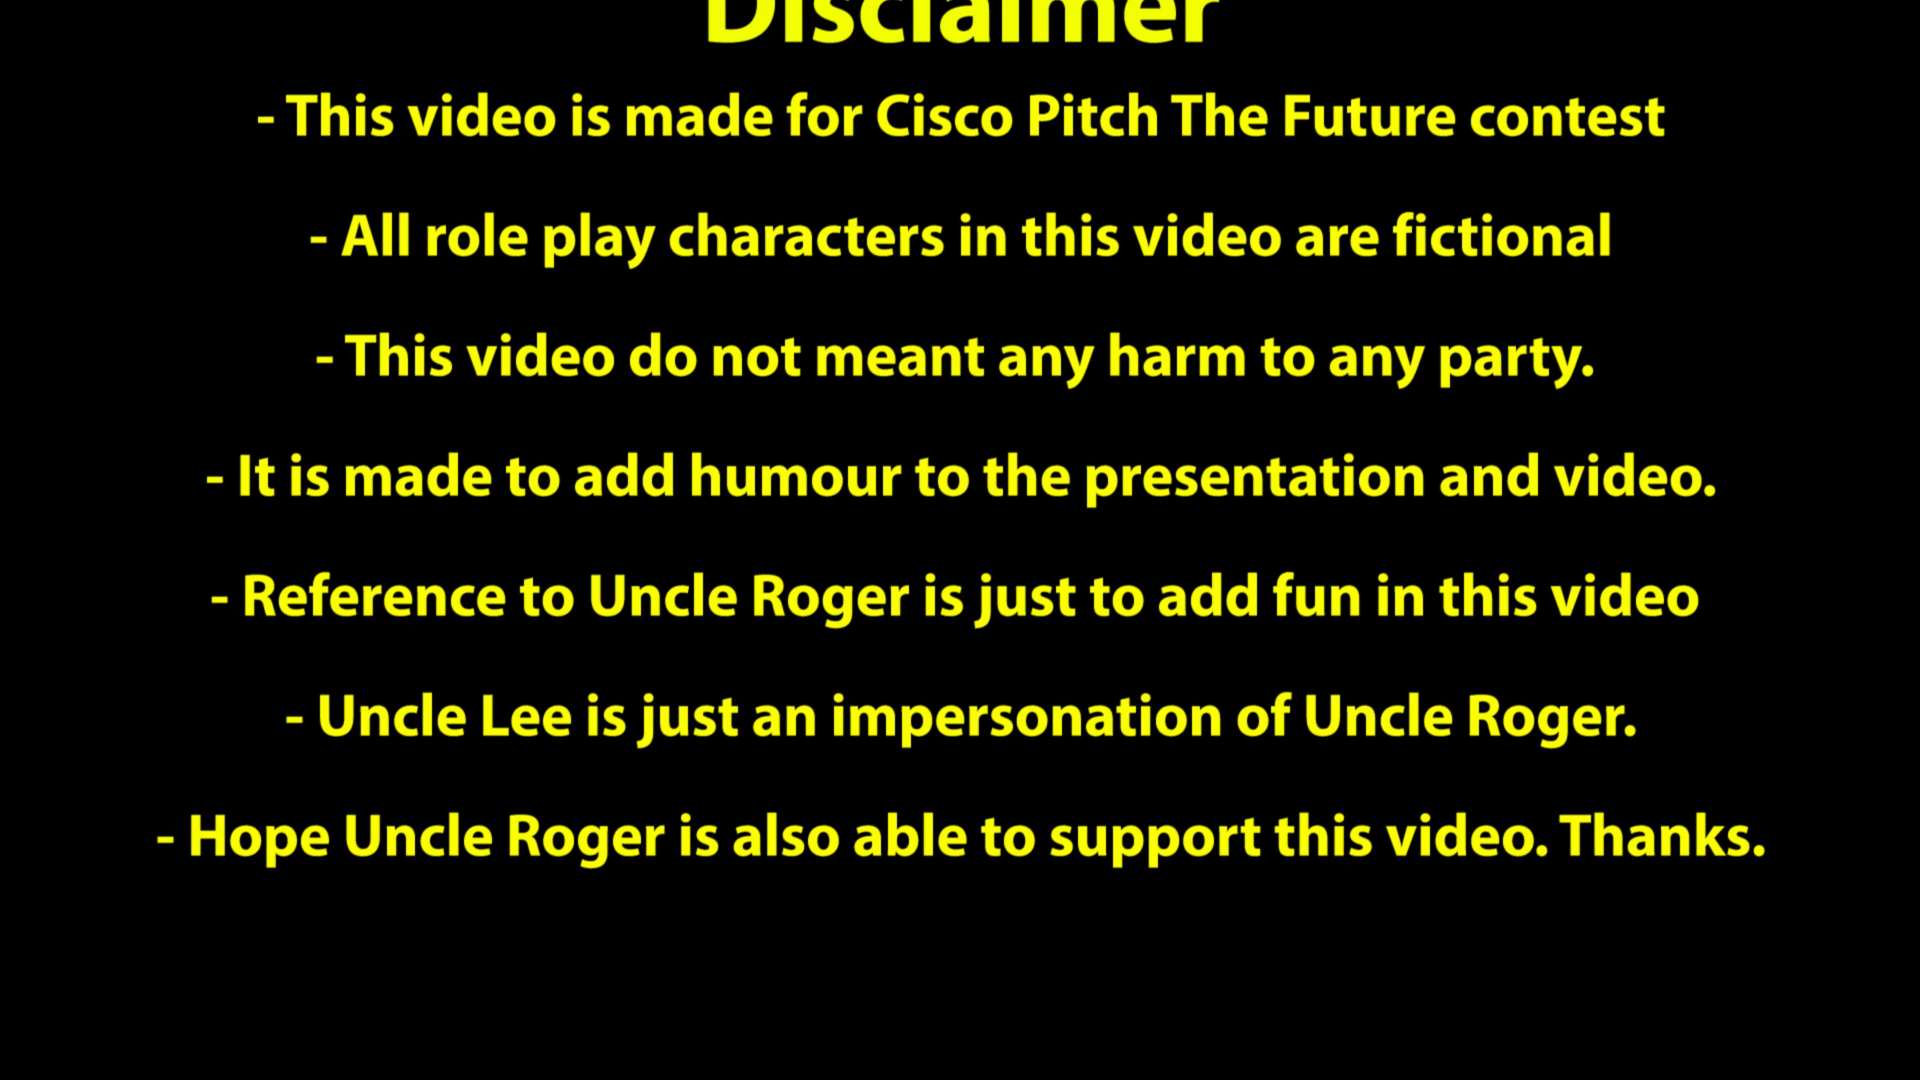 Disclaimer
- This video is made for Cisco Pitch The Future contest
- All role play characters in this video are fictional
- This video do not meant any harm to any party.
- It is made to add humour to the presentation and video.
- Reference to Uncle Roger is just to add fun in this video
- Uncle Lee is just an impersonation of Uncle Roger.
- Hope Uncle Roger is also able to support this video. Thanks.